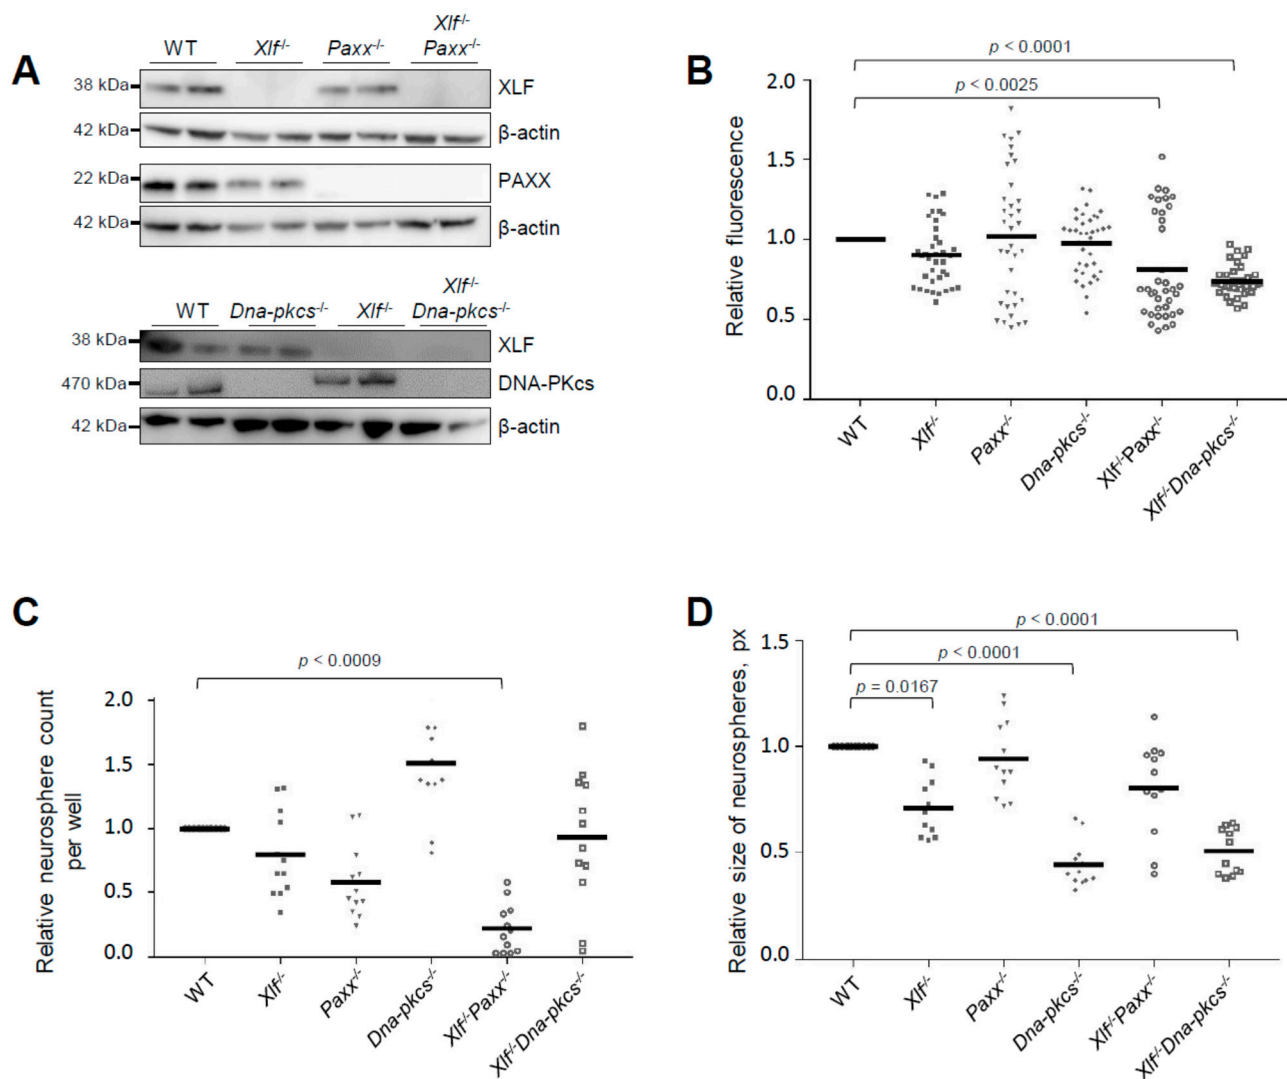 A
WT Xlf-/- Paxx-/- Xlf-/- Paxx-/-
38 kDa XLF
42 kDa β-actin
22 kDa PAXX
42 kDa β-actin
WT Dna-pkcs-/- Xlf-/- Xlf-/- Dna-pkcs-/-
38 kDa XLF
470 kDa DNA-PKcs
42 kDa β-actin
B
p < 0.0001
p < 0.0025
Relative fluorescence
2.0
1.5
1.0
0.5
0.0
WT Xlf-/- Paxx-/- Dna-pkcs-/- Xlf-/-Paxx-/- Xlf-/-Dna-pkcs-/-
C
p < 0.0009
Relative neurosphere count
per well
2.0
1.5
1.0
0.5
0.0
WT Xlf-/- Paxx-/- Dna-pkcs-/- Xlf-/-Paxx-/- Xlf-/-Dna-pkcs-/-
D
p < 0.0001
p < 0.0001
p = 0.0167
Relative size of neurospheres, px
1.5
1.0
0.5
0.0
WT Xlf-/- Paxx-/- Dna-pkcs-/- Xlf-/-Paxx-/- Xlf-/-Dna-pkcs-/-